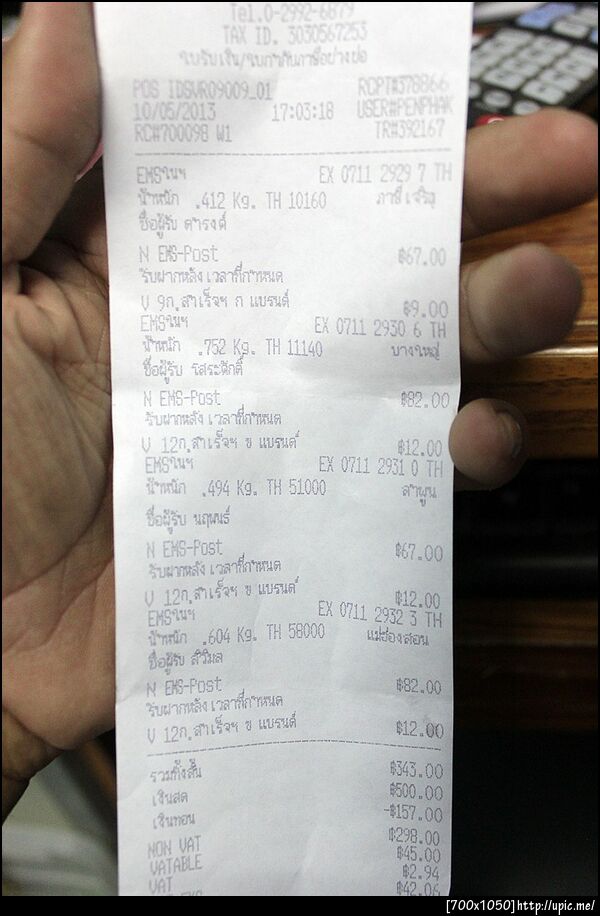 Tel.0-2992-6879
TAX ID. 3030567253
ใบรับเงิน/ใบกำกับภาษีอย่างย่อ
POS IDSVR09009_01 RCPT#378866
10/05/2013 17:03:18 USER#PENPHAK
RC#700098 W1 TR#392167
EMSในฯ EX 0711 2929 7 TH
น้ำหนัก .412 Kg. TH 10160 ภาษีเจริญ
ชื่อผู้รับ ดำรงค์
N EMS-Post ฿67.00
รับฝากหลัง เวลาที่กำหนด
V 9ก.สำเร็จฯ ก แบรนด์ ฿9.00
EMSในฯ EX 0711 2930 6 TH
น้ำหนัก .752 Kg. TH 11140 บางใหญ่
ชื่อผู้รับ
N EMS-Post ฿82.00
รับฝากหลัง เวลาที่กำหนด
V 12ก.สำเร็จฯ ข แบรนด์ ฿12.00
EMSในฯ EX 0711 2931 0 TH
น้ำหนัก .494 Kg. TH 51000 ลำพูน
ชื่อผู้รับ นฤพนธ์
N EMS-Post ฿67.00
รับฝากหลัง เวลาที่กำหนด
V 12ก.สำเร็จฯ ข แบรนด์ ฿12.00
EMSในฯ EX 0711 2932 3 TH
น้ำหนัก .604 Kg. TH 58000 แม่ฮ่องสอน
ชื่อผู้รับ สิริมล
N EMS-Post ฿82.00
รับฝากหลัง เวลาที่กำหนด
V 12ก.สำเร็จฯ ข แบรนด์ ฿12.00
รวมทั้งสิ้น ฿343.00
เงินสด ฿500.00
เงินทอน -฿157.00
NON VAT ฿298.00
VATABLE ฿45.00
VAT ฿2.94
฿42.06
[700x1050]http://upic.me/